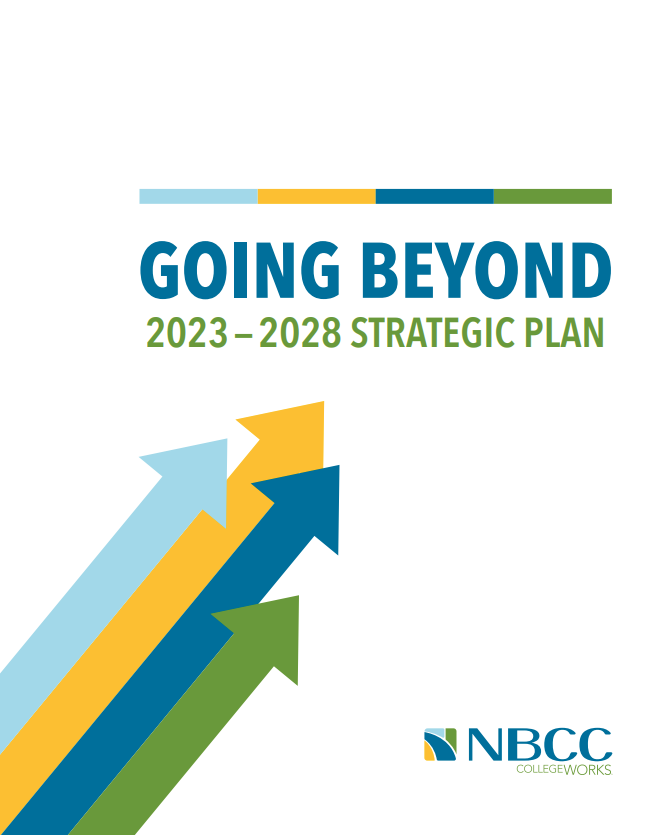 GOING BEYOND
2023 – 2028 STRATEGIC PLAN
NBCC
COLLEGEWORKS.